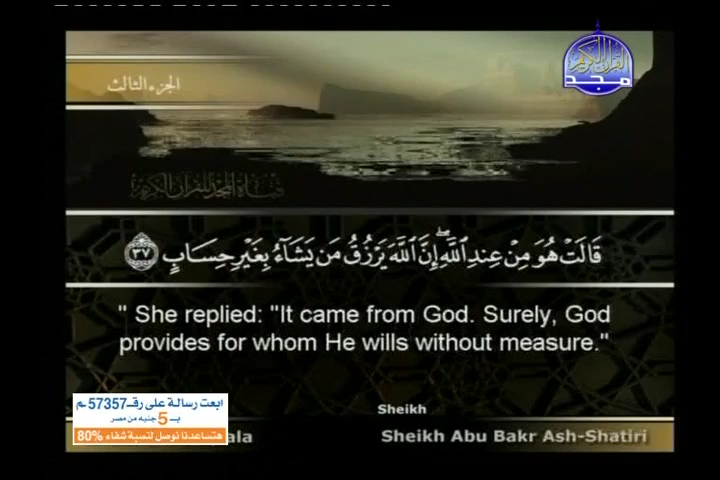 القرآن الكريم
مجد
الجزء الثالث
قناة المجد للقرآن الكريم
قَالَتْ هُوَ مِنْ عِندِ ٱللَّهِ ۖ إِنَّ ٱللَّهَ يَرْزُقُ مَن يَشَآءُ بِغَيْرِ حِسَابٍ ٣٧
" She replied: "It came from God. Surely, God
provides for whom He wills without measure."
ابعت رسالة على رقم 57357
بـ 5 جنيه من مصر
هتساعدنا نوصل لنسبة شفاء 80%
Sheikh
ala
Sheikh Abu Bakr Ash-Shatiri